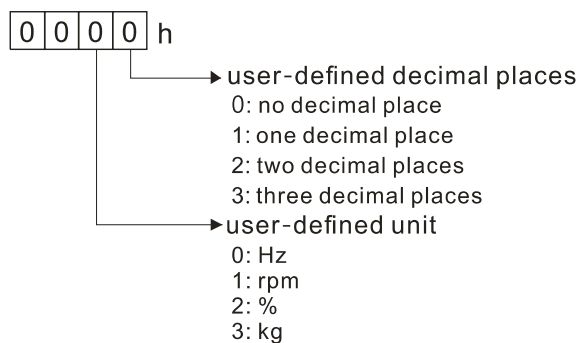 0 0 0 0 h
user-defined decimal places
0: no decimal place
1: one decimal place
2: two decimal places
3: three decimal places
user-defined unit
0: Hz
1: rpm
2: %
3: kg